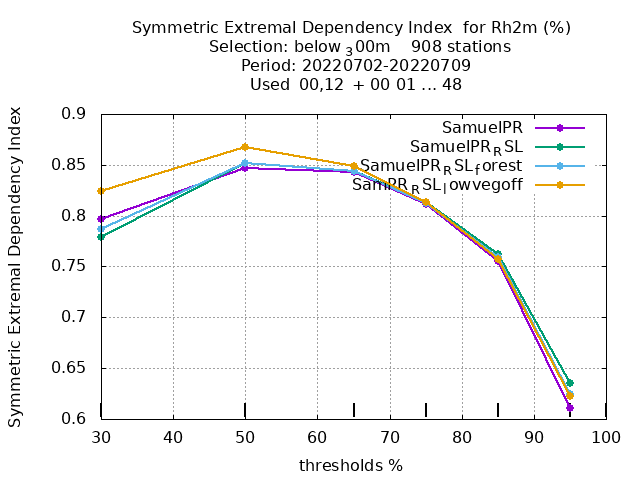 Symmetric Extremal Dependency Index for Rh2m (%)
Selection: below ₃00m 908 stations
Period: 20220702-20220709
Used 00,12 + 00 01 ... 48
Symmetric Extremal Dependency Index
0.9
0.85
0.8
0.75
0.7
0.65
0.6
SamuelPR
SamuelPR_RSL
SamuelPR_RSL_forest
SamPR_RSL_lowvegoff
30 40 50 60 70 80 90 100
thresholds %